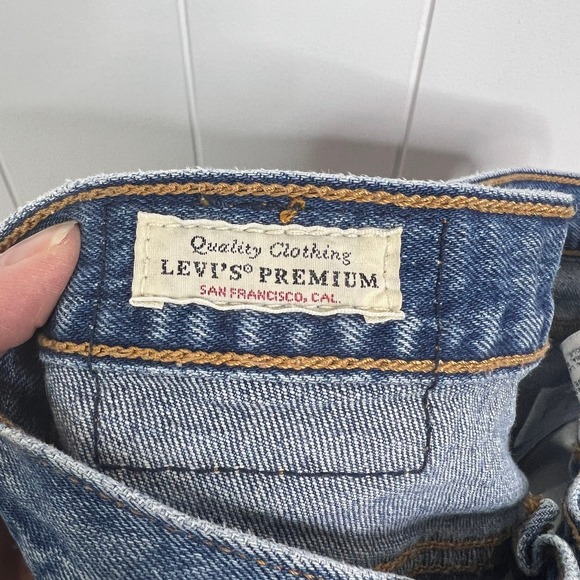 Quality Clothing
LEVI'S® PREMIUM
SAN FRANCISCO, CAL.